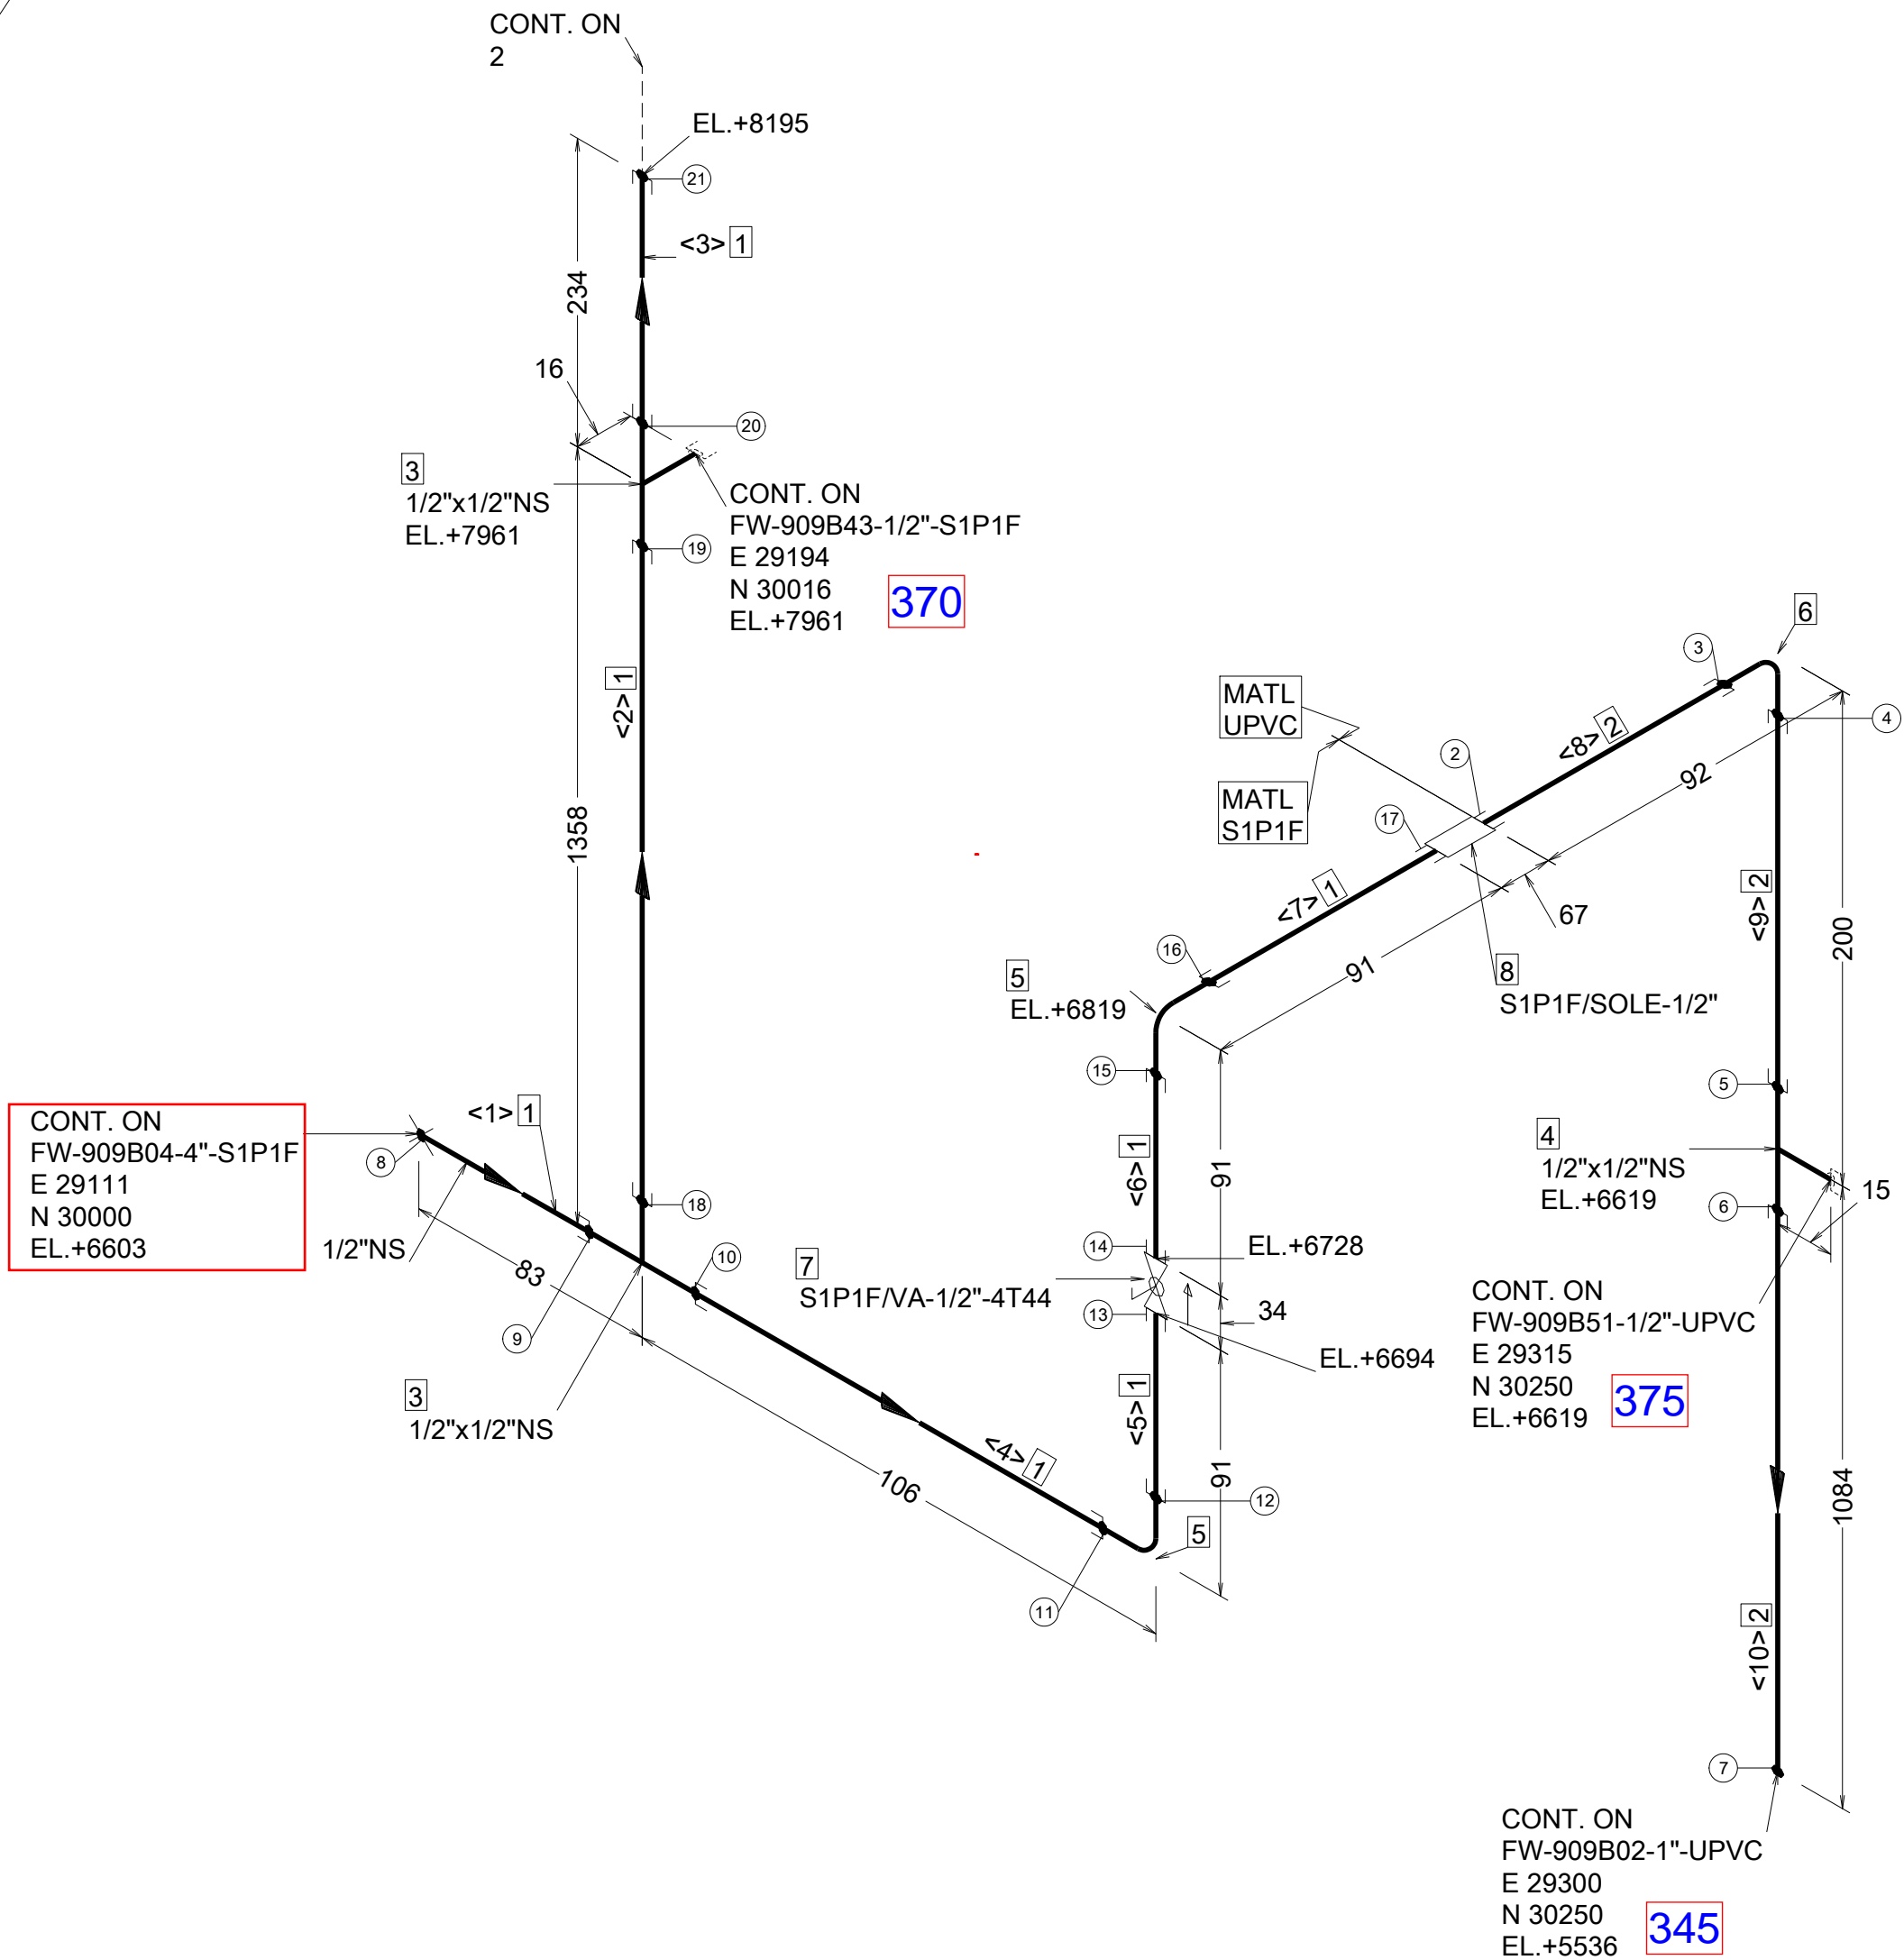 CONT. ON
2
EL.+8195
21
<3> 1
234
16
20
3
1/2"x1/2"NS
EL.+7961
CONT. ON
FW-909B43-1/2"-S1P1F
E 29194
N 30016
EL.+7961
370
19
<2> 1
1358
CONT. ON
FW-909B04-4"-S1P1F
E 29111
N 30000
EL.+6603
8
<1> 1
1/2"NS
83
9
18
10
3
1/2"x1/2"NS
7
S1P1F/VA-1/2"-4T44
106
<4> 1
11
5
12
<5> 1
91
13
14
EL.+6728
34
EL.+6694
<6> 1
91
15
5
EL.+6819
16
<7> 1
91
17
MATL
UPVC
MATL
S1P1F
2
67
8
S1P1F/SOLE-1/2"
<8> 2
92
3
6
4
<9> 2
200
5
4
1/2"x1/2"NS
EL.+6619
6
15
CONT. ON
FW-909B51-1/2"-UPVC
E 29315
N 30250
EL.+6619
375
1084
<10> 2
7
CONT. ON
FW-909B02-1"-UPVC
E 29300
N 30250
EL.+5536
345